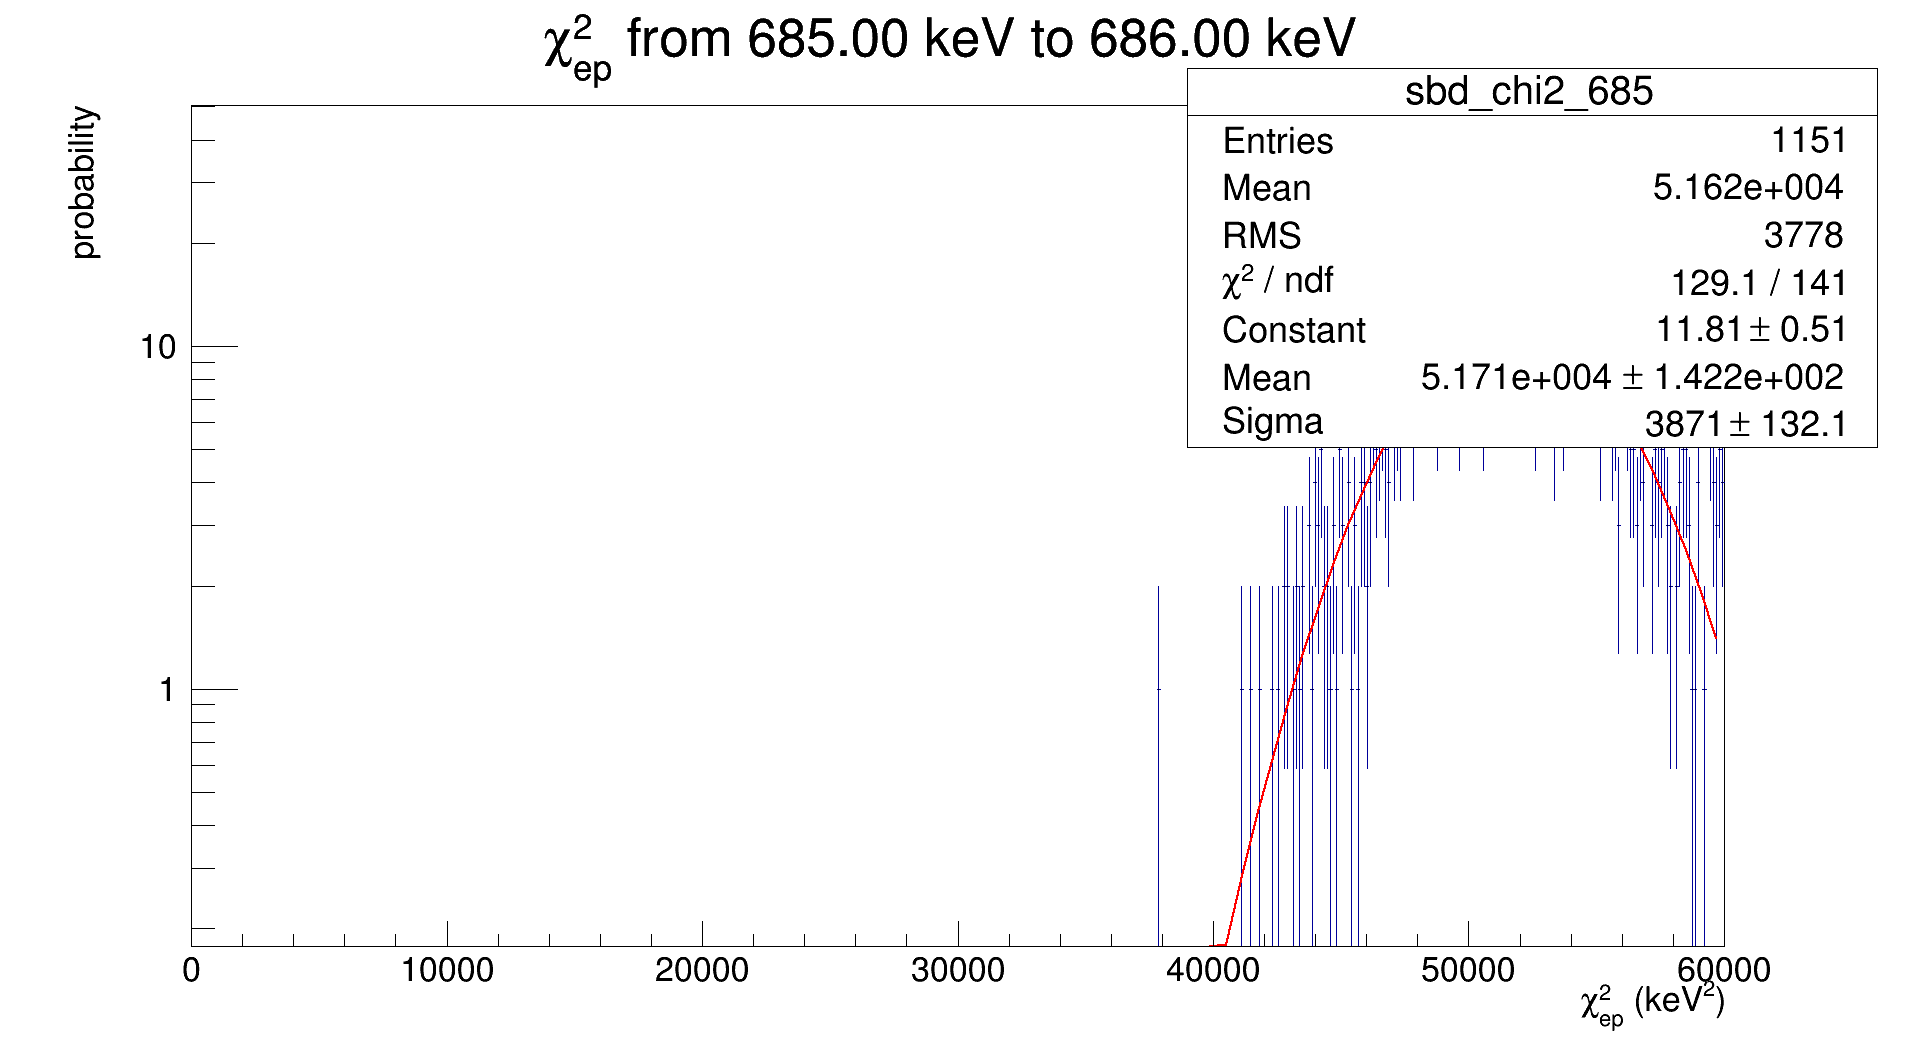 χ²ep from 685.00 keV to 686.00 keV
sbd_chi2_685
Entries 1151
Mean 5.162e+004
RMS 3778
χ² / ndf 129.1 / 141
Constant 11.81 ± 0.51
Mean 5.171e+004 ± 1.422e+002
Sigma 3871 ± 132.1
probability
10
1
0 10000 20000 30000 40000 50000 60000
χ²ep (keV²)